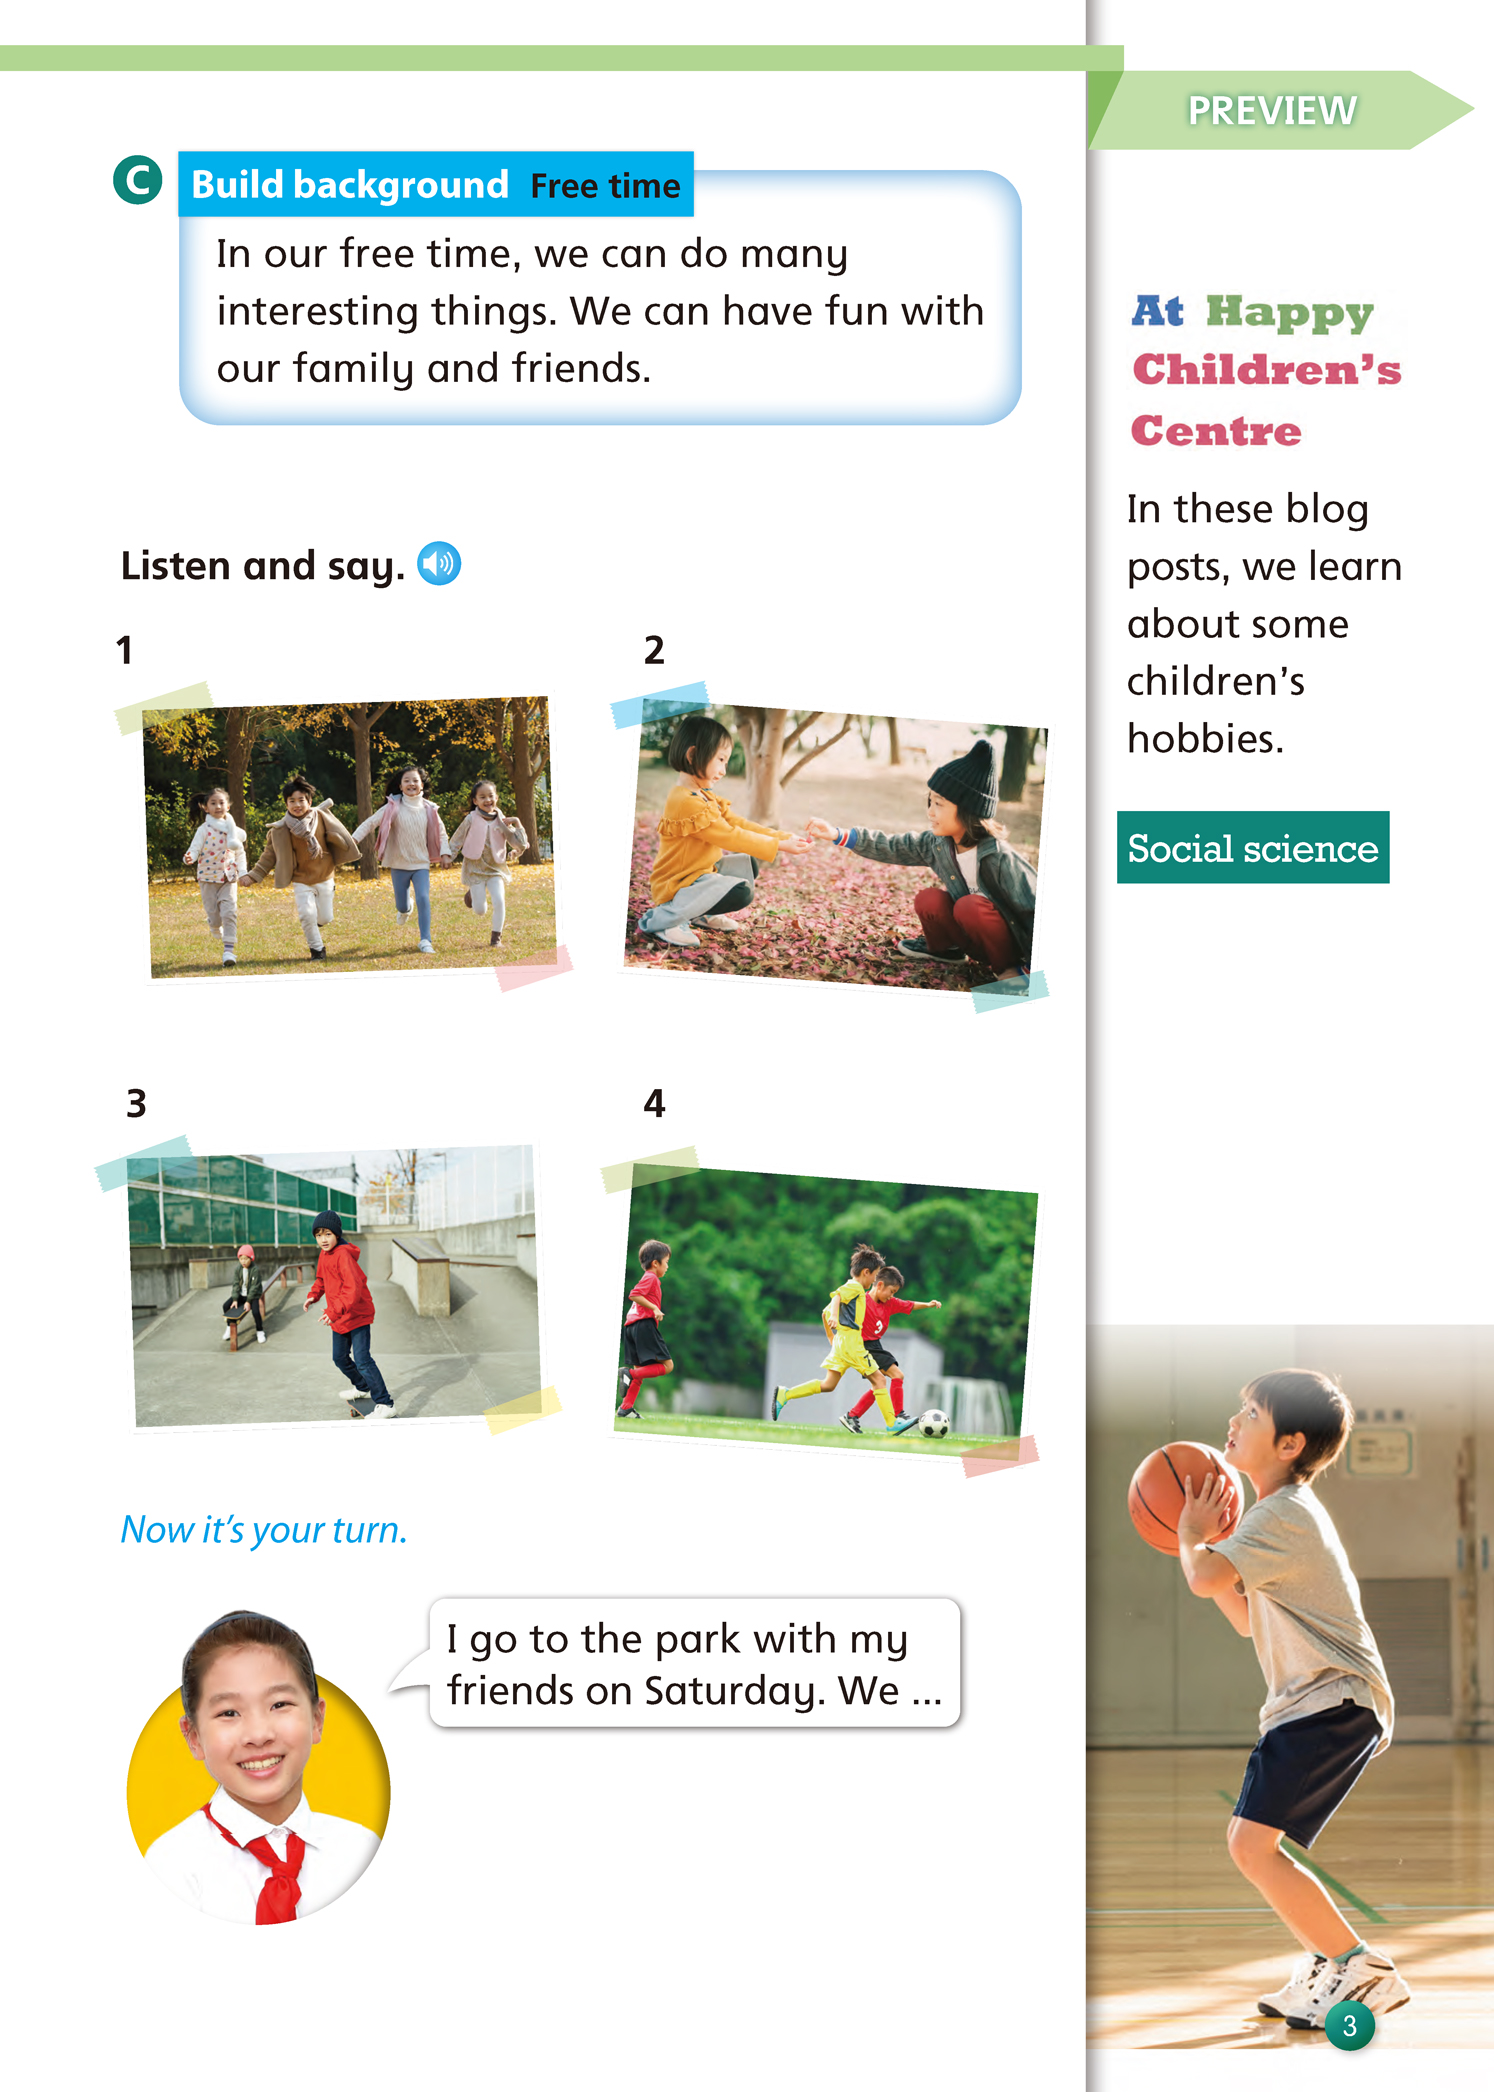 PREVIEW
C
Build background Free time
In our free time, we can do many
interesting things. We can have fun with
our family and friends.
Listen and say.
1
2
3
4
Now it's your turn.
I go to the park with my
friends on Saturday. We ...
At Happy
Children's
Centre
In these blog
posts, we learn
about some
children's
hobbies.
Social science
3